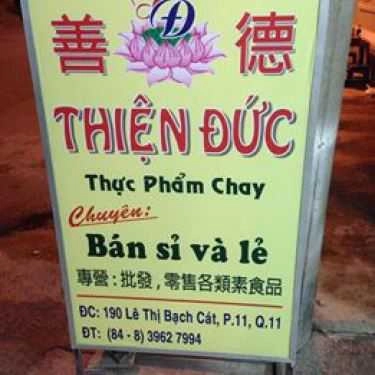 善 Đ 德
THIỆN ĐỨC
Thực Phẩm Chay
Chuyên:
Bán sỉ và lẻ
專營:批發,零售各類素食品
ĐC: 190 Lê Thị Bạch Cát, P.11, Q.11
ĐT: (84 - 8) 3962 7994